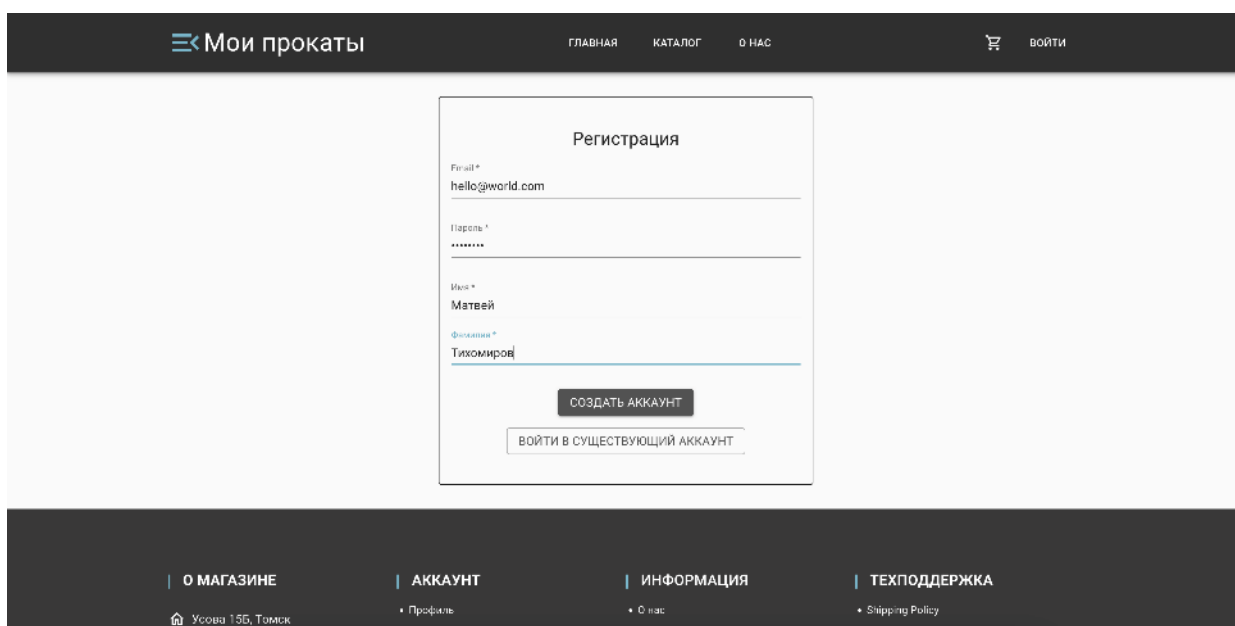 Мои прокаты
ГЛАВНАЯ КАТАЛОГ О НАС
ВОЙТИ
Регистрация
Email *
hello@world.com
Пароль *
••••••••
Имя *
Матвей
Фамилия *
Тихомиров
СОЗДАТЬ АККАУНТ
ВОЙТИ В СУЩЕСТВУЮЩИЙ АККАУНТ
О МАГАЗИНЕ АККАУНТ ИНФОРМАЦИЯ ТЕХПОДДЕРЖКА
Усова 15Б, Томск • Профиль • О нас • Shipping Policy